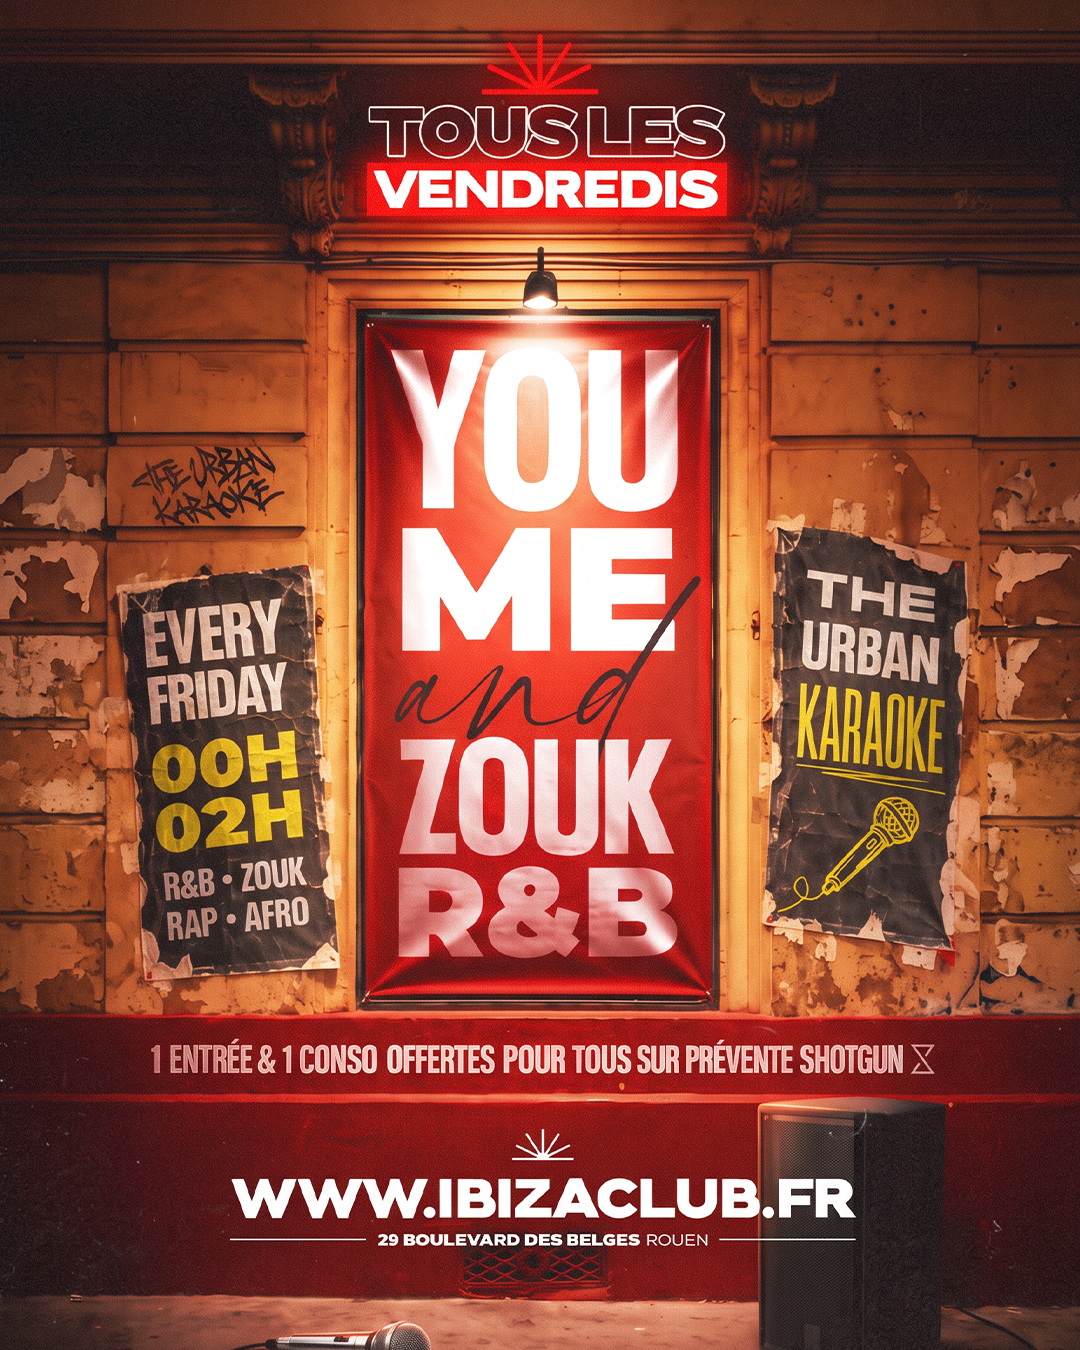 TOUS LES
VENDREDIS
YOU
ME
and
ZOUK
R&B
THE URBAN
KARAOKE
EVERY
FRIDAY
00H
02H
R&B • ZOUK
RAP • AFRO
THE
URBAN
KARAOKE
1 ENTRÉE & 1 CONSO OFFERTES POUR TOUS SUR PRÉVENTE SHOTGUN
WWW.IBIZACLUB.FR
29 BOULEVARD DES BELGES ROUEN